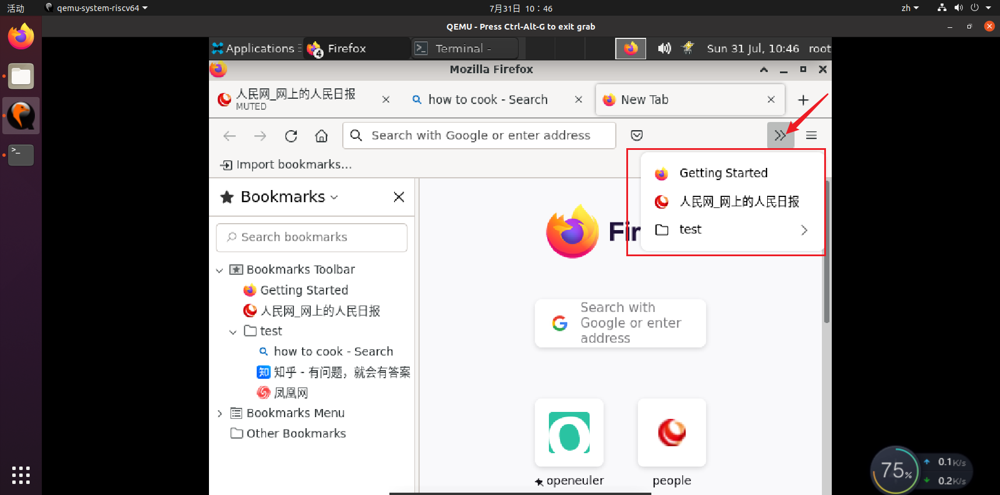 活动
qemu-system-riscv64
7月31日 10：46
zh
QEMU - Press Ctrl-Alt-G to exit grab
Applications
4
Firefox
Terminal -
Sun 31 Jul, 10:46
root
Mozilla Firefox
人民网_网上的人民日报
MUTED
how to cook - Search
New Tab
Search with Google or enter address
Import bookmarks...
Bookmarks
Search bookmarks
Bookmarks Toolbar
Getting Started
人民网_网上的人民日报
test
how to cook - Search
知
知乎 - 有问题，就会有答案
凤凰网
Bookmarks Menu
Other Bookmarks
Getting Started
人民网_网上的人民日报
test
Fir
Search with
Google or enter
address
openeuler
people
75%
0.1K/s
0.2K/s